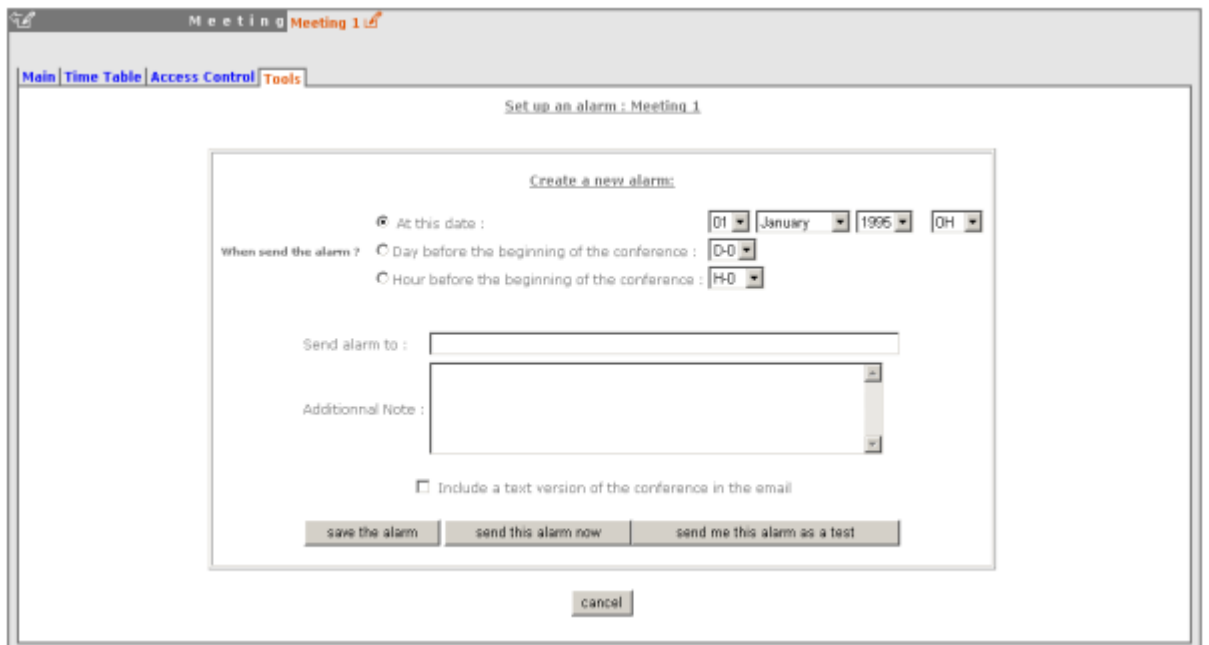 Meeting Meeting 1
Main Time Table Access Control Tools
Set up an alarm : Meeting 1
Create a new alarm:
At this date : 01 January 1995 0H
When send the alarm ? Day before the beginning of the conference : D-0
Hour before the beginning of the conference : H-0
Send alarm to :
Additionnal Note :
Include a text version of the conference in the email
save the alarm send this alarm now send me this alarm as a test
cancel